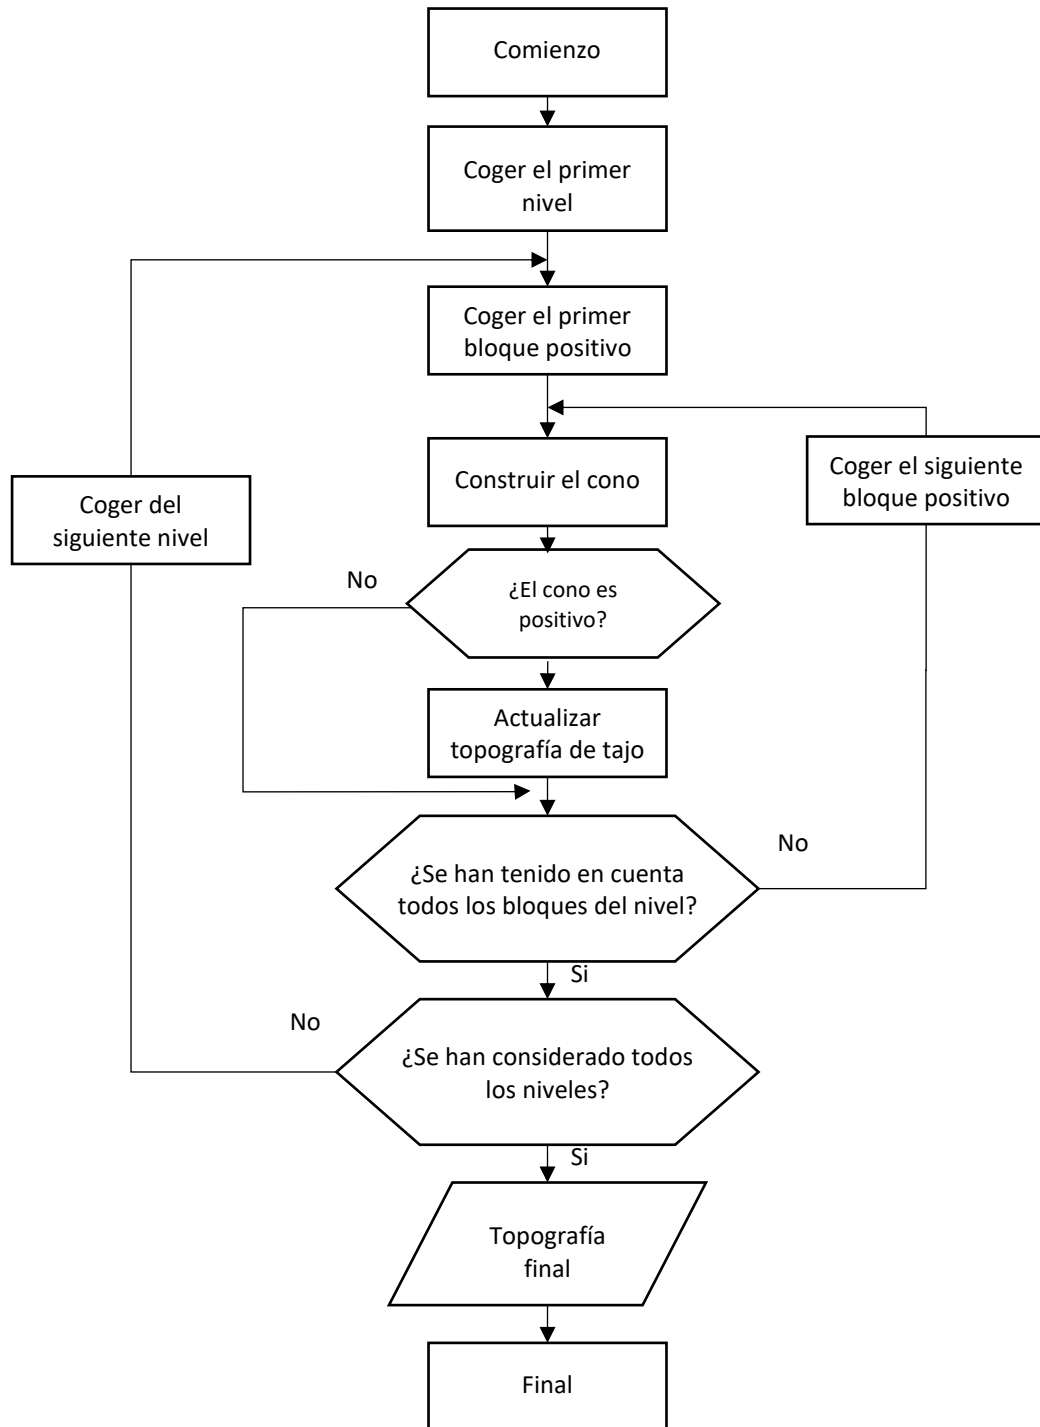 Comienzo
Coger el primer
nivel
Coger el primer
bloque positivo
Construir el cono
Coger el siguiente
bloque positivo
Coger del
siguiente nivel
No
¿El cono es
positivo?
Actualizar
topografía de tajo
No
¿Se han tenido en cuenta
todos los bloques del nivel?
Si
No
¿Se han considerado todos
los niveles?
Si
Topografía
final
Final